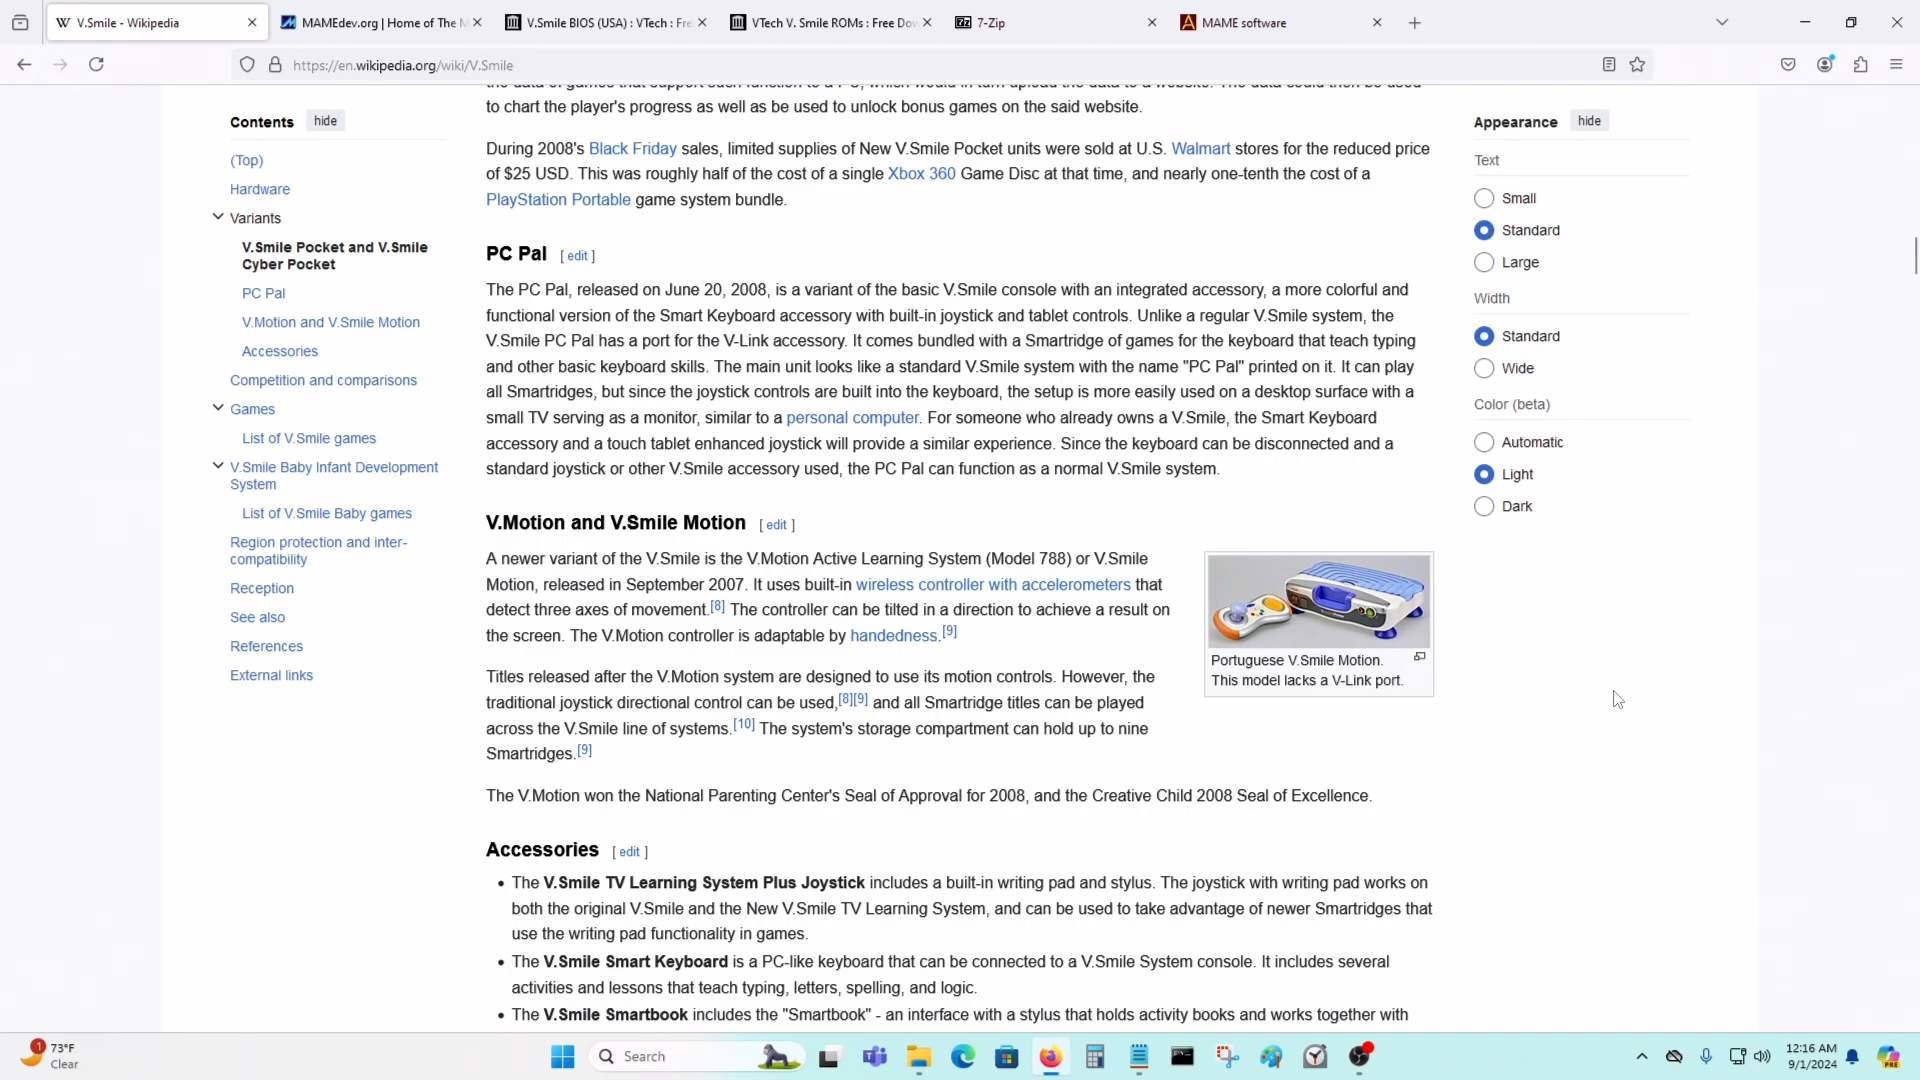 V.Smile - Wikipedia
MAMEdev.org | Home of The M
V.Smile BIOS (USA) : VTech : Fre
VTech V. Smile ROMs : Free Dow
7-Zip
MAME software
https://en.wikipedia.org/wiki/V.Smile
to chart the player's progress as well as be used to unlock bonus games on the said website.
During 2008's Black Friday sales, limited supplies of New V.Smile Pocket units were sold at U.S. Walmart stores for the reduced price
of $25 USD. This was roughly half of the cost of a single Xbox 360 Game Disc at that time, and nearly one-tenth the cost of a
PlayStation Portable game system bundle.
Contents hide
(Top)
Hardware
Variants
V.Smile Pocket and V.Smile
Cyber Pocket
PC Pal
V.Motion and V.Smile Motion
Accessories
Competition and comparisons
Games
List of V.Smile games
V.Smile Baby Infant Development
System
List of V.Smile Baby games
Region protection and inter-
compatibility
Reception
See also
References
External links
PC Pal [ edit ]
The PC Pal, released on June 20, 2008, is a variant of the basic V.Smile console with an integrated accessory, a more colorful and
functional version of the Smart Keyboard accessory with built-in joystick and tablet controls. Unlike a regular V.Smile system, the
V.Smile PC Pal has a port for the V-Link accessory. It comes bundled with a Smartridge of games for the keyboard that teach typing
and other basic keyboard skills. The main unit looks like a standard V.Smile system with the name "PC Pal" printed on it. It can play
all Smartridges, but since the joystick controls are built into the keyboard, the setup is more easily used on a desktop surface with a
small TV serving as a monitor, similar to a personal computer. For someone who already owns a V.Smile, the Smart Keyboard
accessory and a touch tablet enhanced joystick will provide a similar experience. Since the keyboard can be disconnected and a
standard joystick or other V.Smile accessory used, the PC Pal can function as a normal V.Smile system.
V.Motion and V.Smile Motion [ edit ]
A newer variant of the V.Smile is the V.Motion Active Learning System (Model 788) or V.Smile
Motion, released in September 2007. It uses built-in wireless controller with accelerometers that
detect three axes of movement.[8] The controller can be tilted in a direction to achieve a result on
the screen. The V.Motion controller is adaptable by handedness.[9]
Portuguese V.Smile Motion.
This model lacks a V-Link port.
Titles released after the V.Motion system are designed to use its motion controls. However, the
traditional joystick directional control can be used,[8][9] and all Smartridge titles can be played
across the V.Smile line of systems.[10] The system's storage compartment can hold up to nine
Smartridges.[9]
The V.Motion won the National Parenting Center's Seal of Approval for 2008, and the Creative Child 2008 Seal of Excellence.
Accessories [ edit ]
• The V.Smile TV Learning System Plus Joystick includes a built-in writing pad and stylus. The joystick with writing pad works on
both the original V.Smile and the New V.Smile TV Learning System, and can be used to take advantage of newer Smartridges that
use the writing pad functionality in games.
• The V.Smile Smart Keyboard is a PC-like keyboard that can be connected to a V.Smile System console. It includes several
activities and lessons that teach typing, letters, spelling, and logic.
• The V.Smile Smartbook includes the "Smartbook" - an interface with a stylus that holds activity books and works together with
Appearance hide
Text
Small
Standard
Large
Width
Standard
Wide
Color (beta)
Automatic
Light
Dark
1
73°F
Clear
Search
12:16 AM
9/1/2024